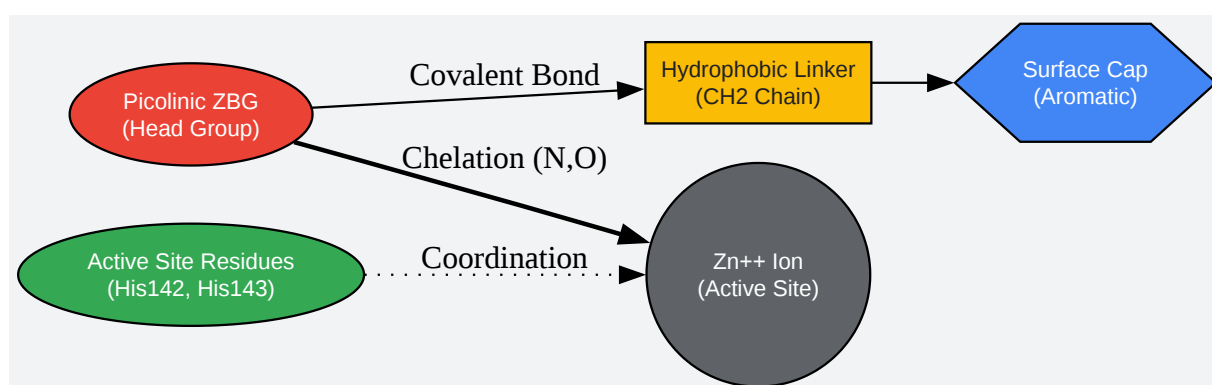 Picolinic ZBG
(Head Group)
Covalent Bond
Hydrophobic Linker
(CH2 Chain)
Surface Cap
(Aromatic)
Chelation (N,O)
Active Site Residues
(His142, His143)
Coordination
Zn++ Ion
(Active Site)